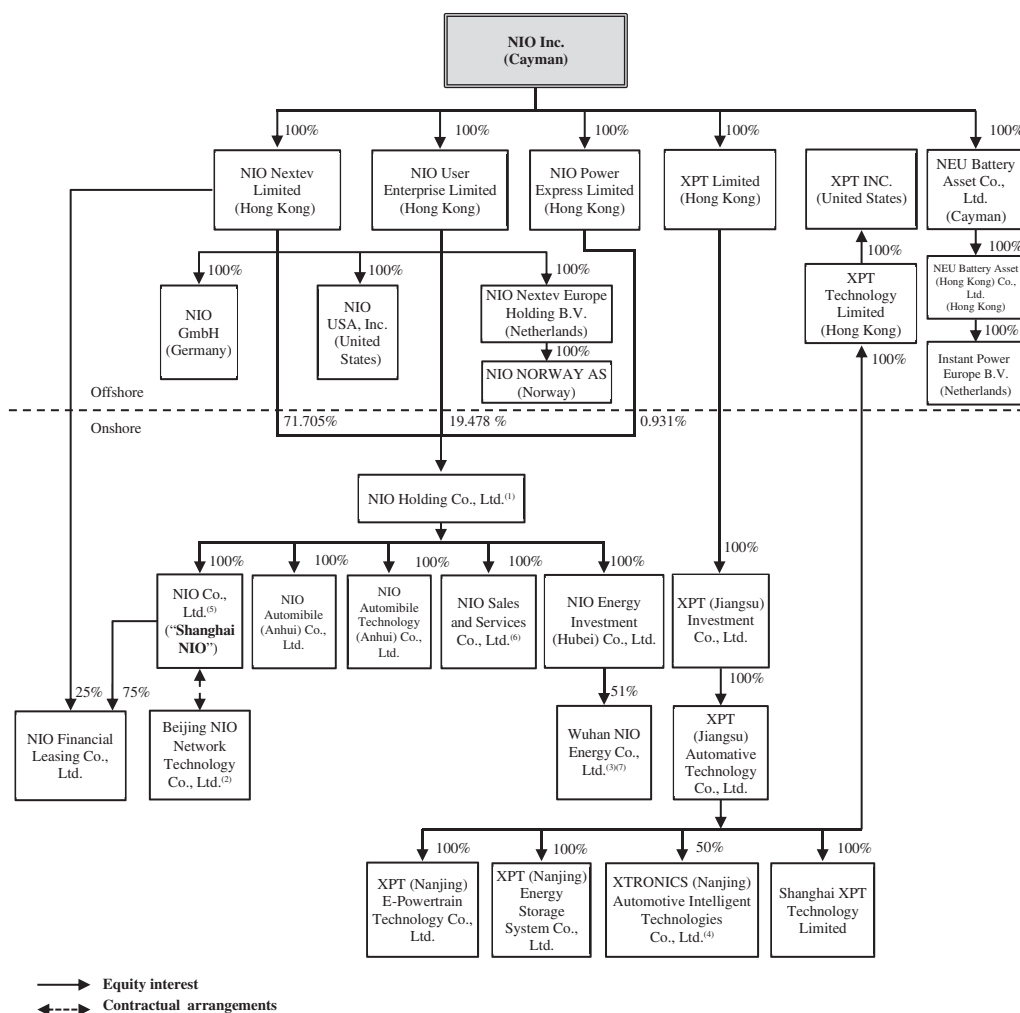 NIO Inc.
(Cayman)
100%
100%
100%
100%
100%
NIO Nextev
Limited
(Hong Kong)
NIO User
Enterprise Limited
(Hong Kong)
NIO Power
Express Limited
(Hong Kong)
XPT Limited
(Hong Kong)
XPT INC.
(United States)
NEU Battery
Asset Co.,
Ltd.
(Cayman)
100%
100%
100%
100%
100%
NIO
GmbH
(Germany)
NIO
USA, Inc.
(United
States)
NIO Nextev Europe
Holding B.V.
(Netherlands)
XPT
Technology
Limited
(Hong Kong)
NEU Battery Asset
(Hong Kong) Co.,
Ltd.
(Hong Kong)
100%
100%
100%
NIO NORWAY AS
(Norway)
Instant Power
Europe B.V.
(Netherlands)
Offshore
Onshore
71.705%
19.478 %
0.931%
NIO Holding Co., Ltd.(1)
100%
100%
100%
100%
100%
100%
NIO Co.,
Ltd.(5)
(“Shanghai
NIO”)
NIO
Automibile
(Anhui) Co.,
Ltd.
NIO
Automibile
Technology
(Anhui) Co.,
Ltd.
NIO Sales
and Services
Co., Ltd.(6)
NIO Energy
Investment
(Hubei) Co., Ltd.
XPT (Jiangsu)
Investment
Co., Ltd.
25%
75%
51%
100%
NIO Financial
Leasing Co.,
Ltd.
Beijing NIO
Network
Technology
Co., Ltd.(2)
Wuhan NIO
Energy Co.,
Ltd.(3)(7)
XPT
(Jiangsu)
Automative
Technology
Co., Ltd.
100%
100%
50%
100%
XPT (Nanjing)
E-Powertrain
Technology Co.,
Ltd.
XPT (Nanjing)
Energy
Storage
System Co.,
Ltd.
XTRONICS (Nanjing)
Automotive Intelligent
Technologies
Co., Ltd.(4)
Shanghai XPT
Technology
Limited
Equity interest
Contractual arrangements